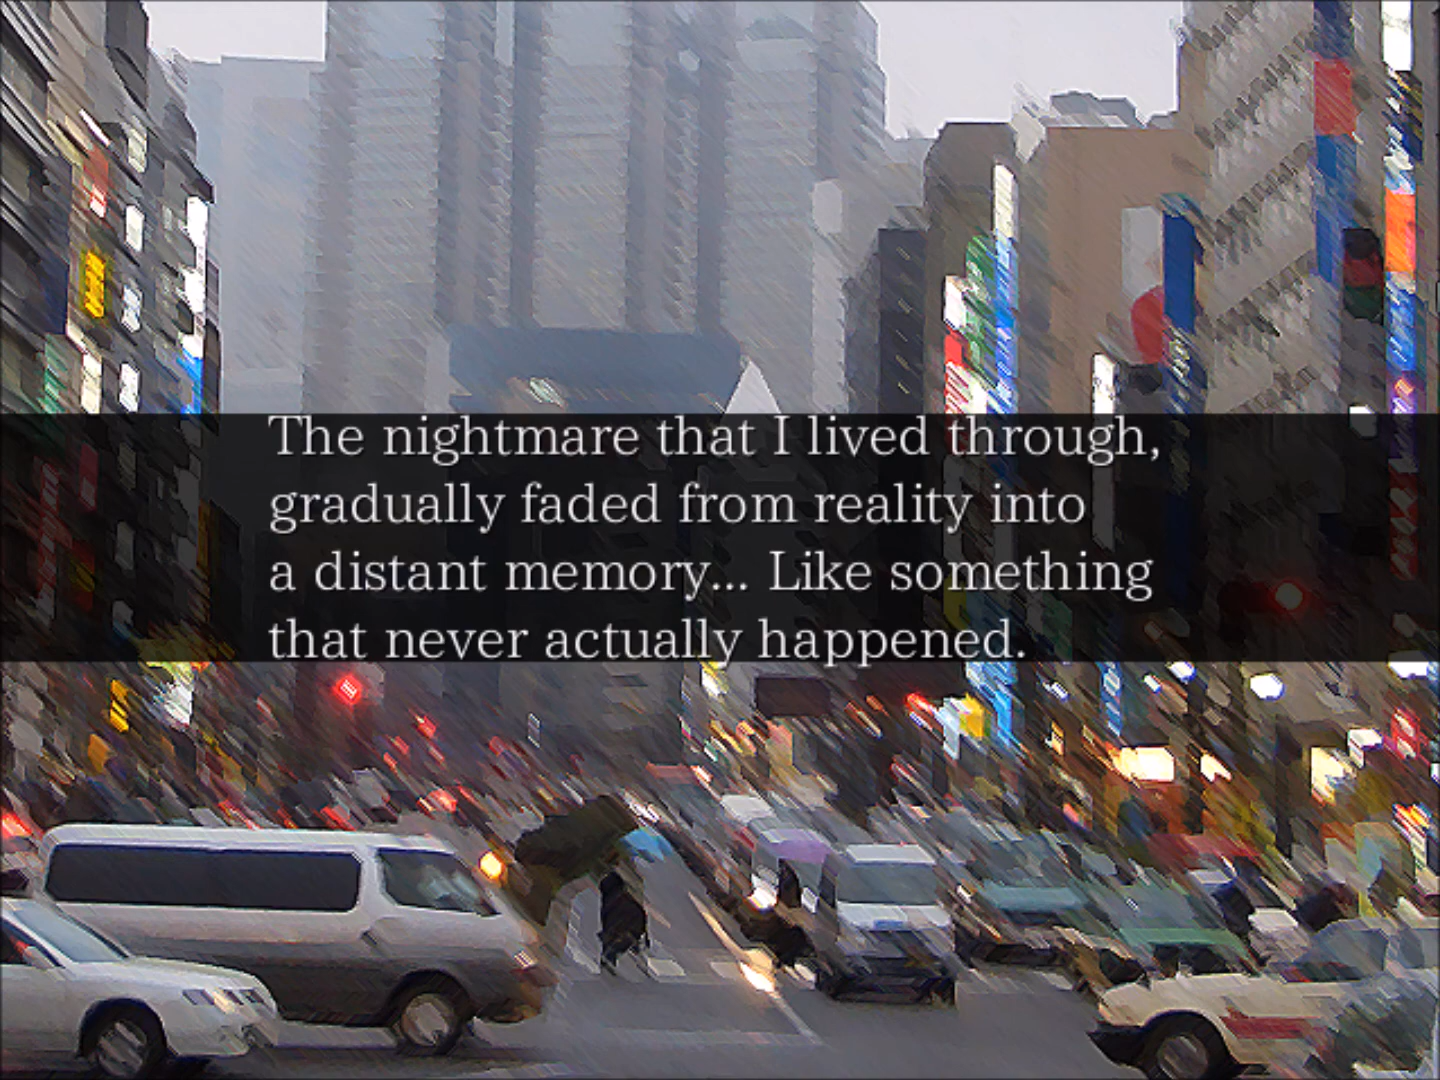 The nightmare that I lived through,
gradually faded from reality into
a distant memory... Like something
that never actually happened.